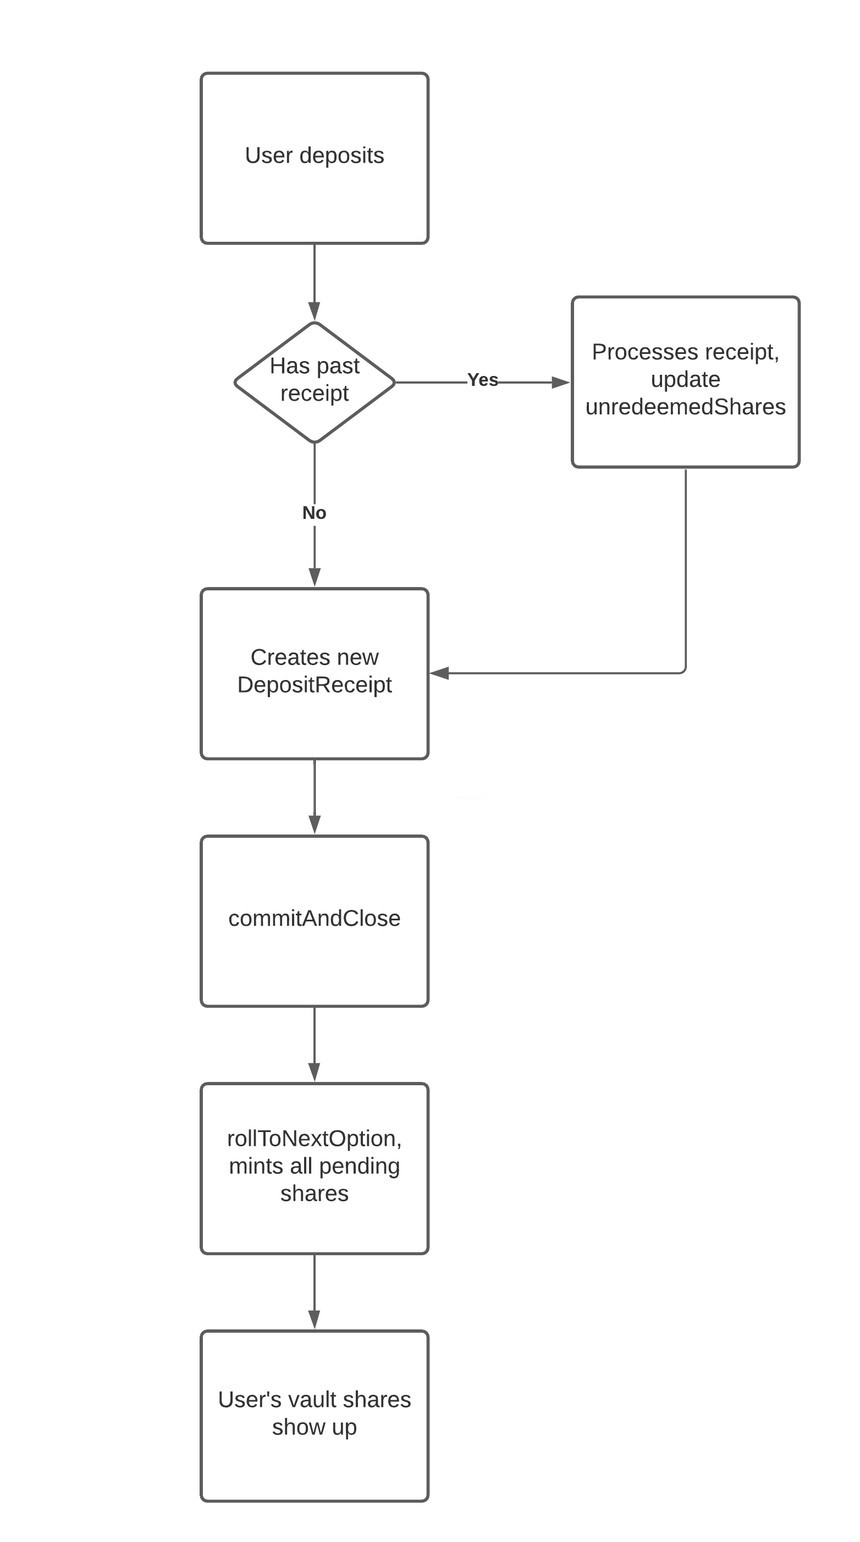 User deposits
Has past
receipt
Yes
Processes receipt,
update
unredeemedShares
No
Creates new
DepositReceipt
commitAndClose
rollToNextOption,
mints all pending
shares
User's vault shares
show up